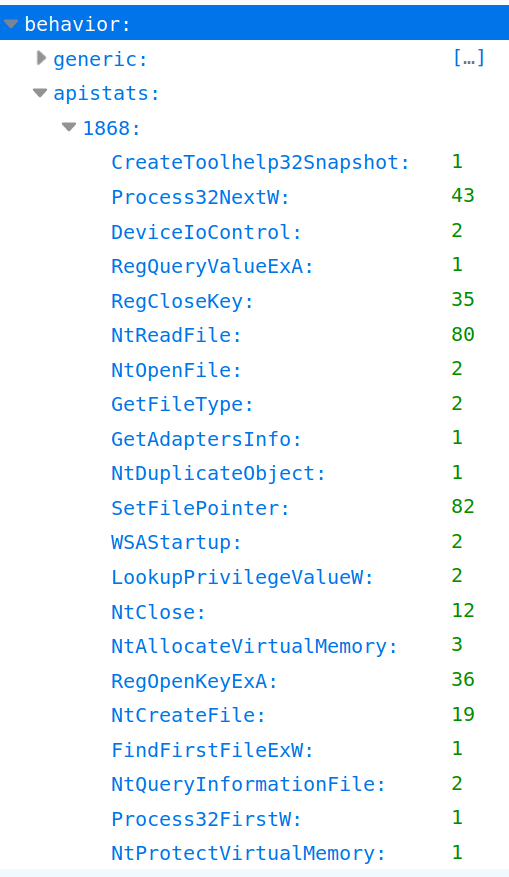 behavior:
generic: […]
apistats:
1868:
CreateToolhelp32Snapshot: 1
Process32NextW: 43
DeviceIoControl: 2
RegQueryValueExA: 1
RegCloseKey: 35
NtReadFile: 80
NtOpenFile: 2
GetFileType: 2
GetAdaptersInfo: 1
NtDuplicateObject: 1
SetFilePointer: 82
WSAStartup: 2
LookupPrivilegeValueW: 2
NtClose: 12
NtAllocateVirtualMemory: 3
RegOpenKeyExA: 36
NtCreateFile: 19
FindFirstFileExW: 1
NtQueryInformationFile: 2
Process32FirstW: 1
NtProtectVirtualMemory: 1